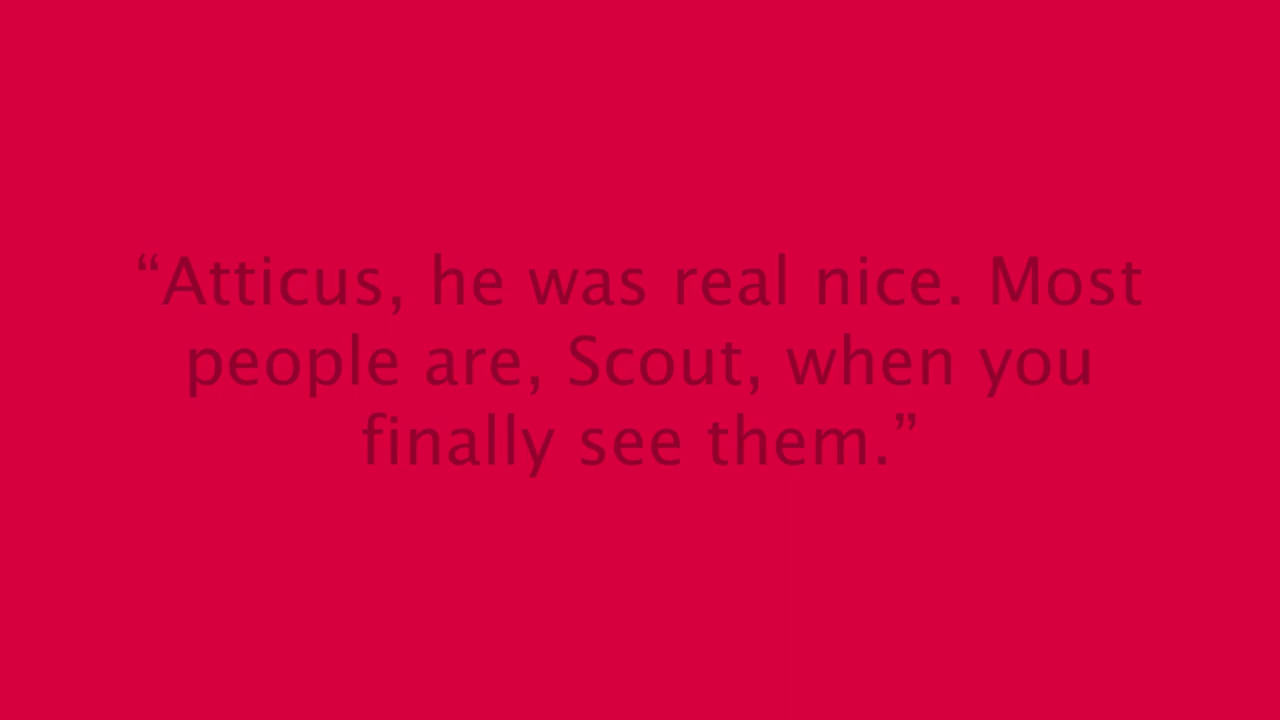 “Atticus, he was real nice. Most
people are, Scout, when you
finally see them.”